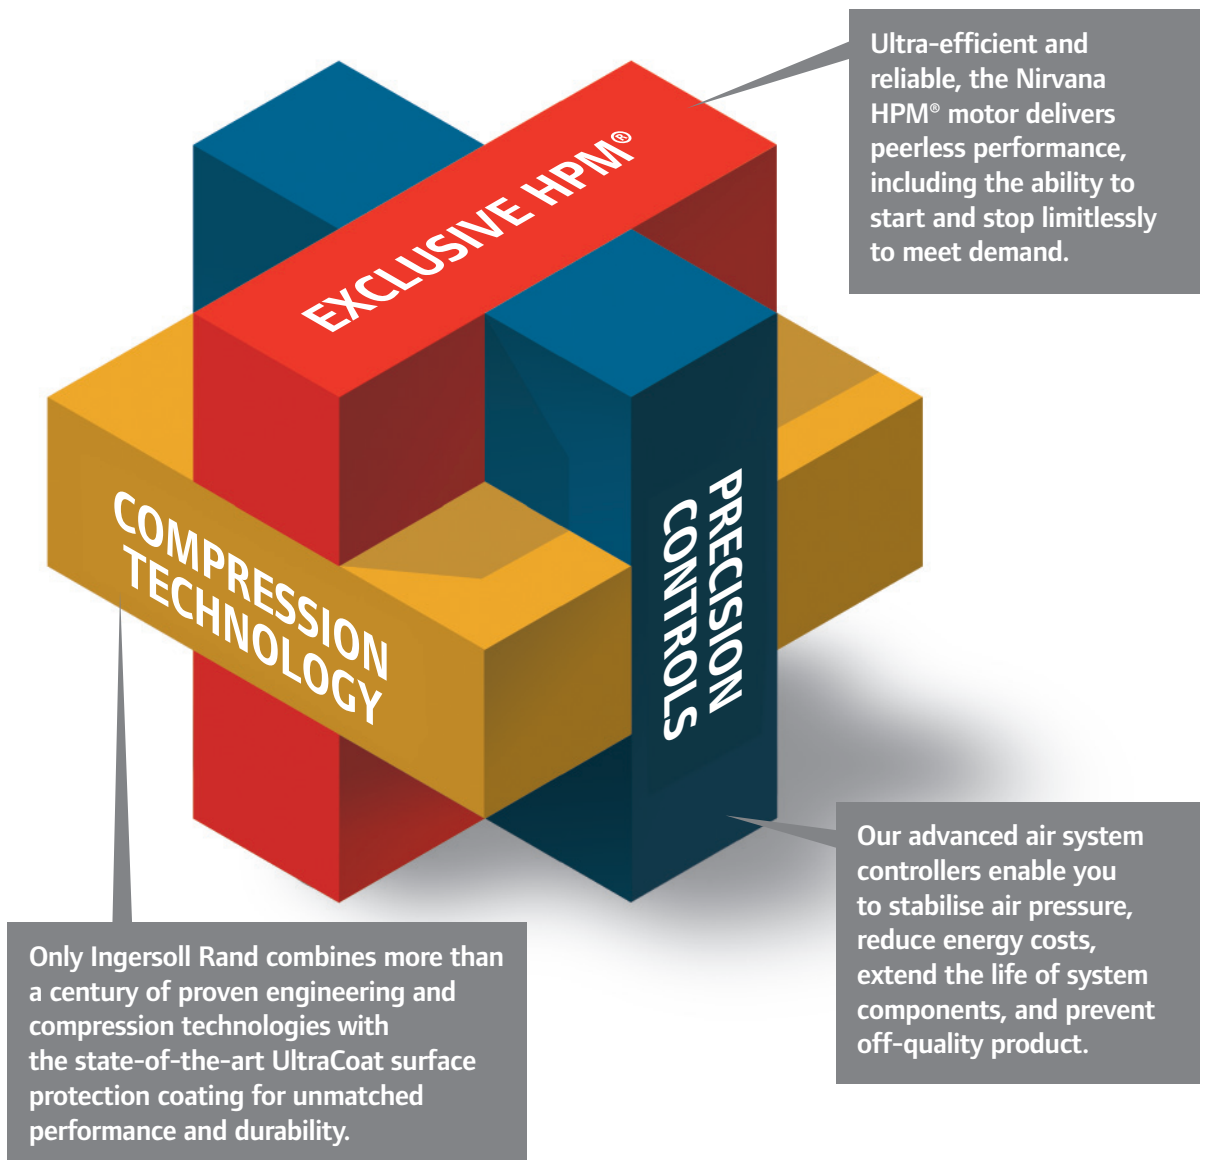 Ultra-efficient and
reliable, the Nirvana
HPM® motor delivers
peerless performance,
including the ability to
start and stop limitlessly
to meet demand.
EXCLUSIVE HPM®
COMPRESSION
TECHNOLOGY
PRECISION
CONTROLS
Our advanced air system
controllers enable you
to stabilise air pressure,
reduce energy costs,
extend the life of system
components, and prevent
off-quality product.
Only Ingersoll Rand combines more than
a century of proven engineering and
compression technologies with
the state-of-the-art UltraCoat surface
protection coating for unmatched
performance and durability.